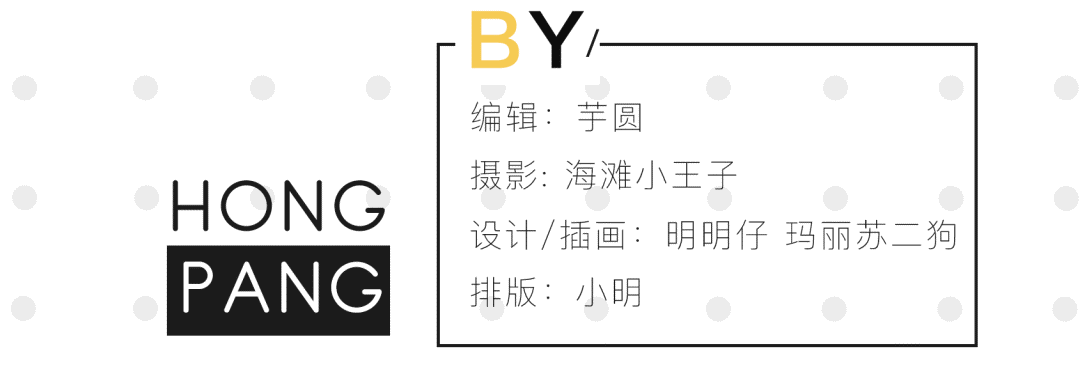 BY/
编辑：芋圆
摄影：海滩小王子
设计/插画：明明仔 玛丽苏二狗
排版：小明
HONG
PANG